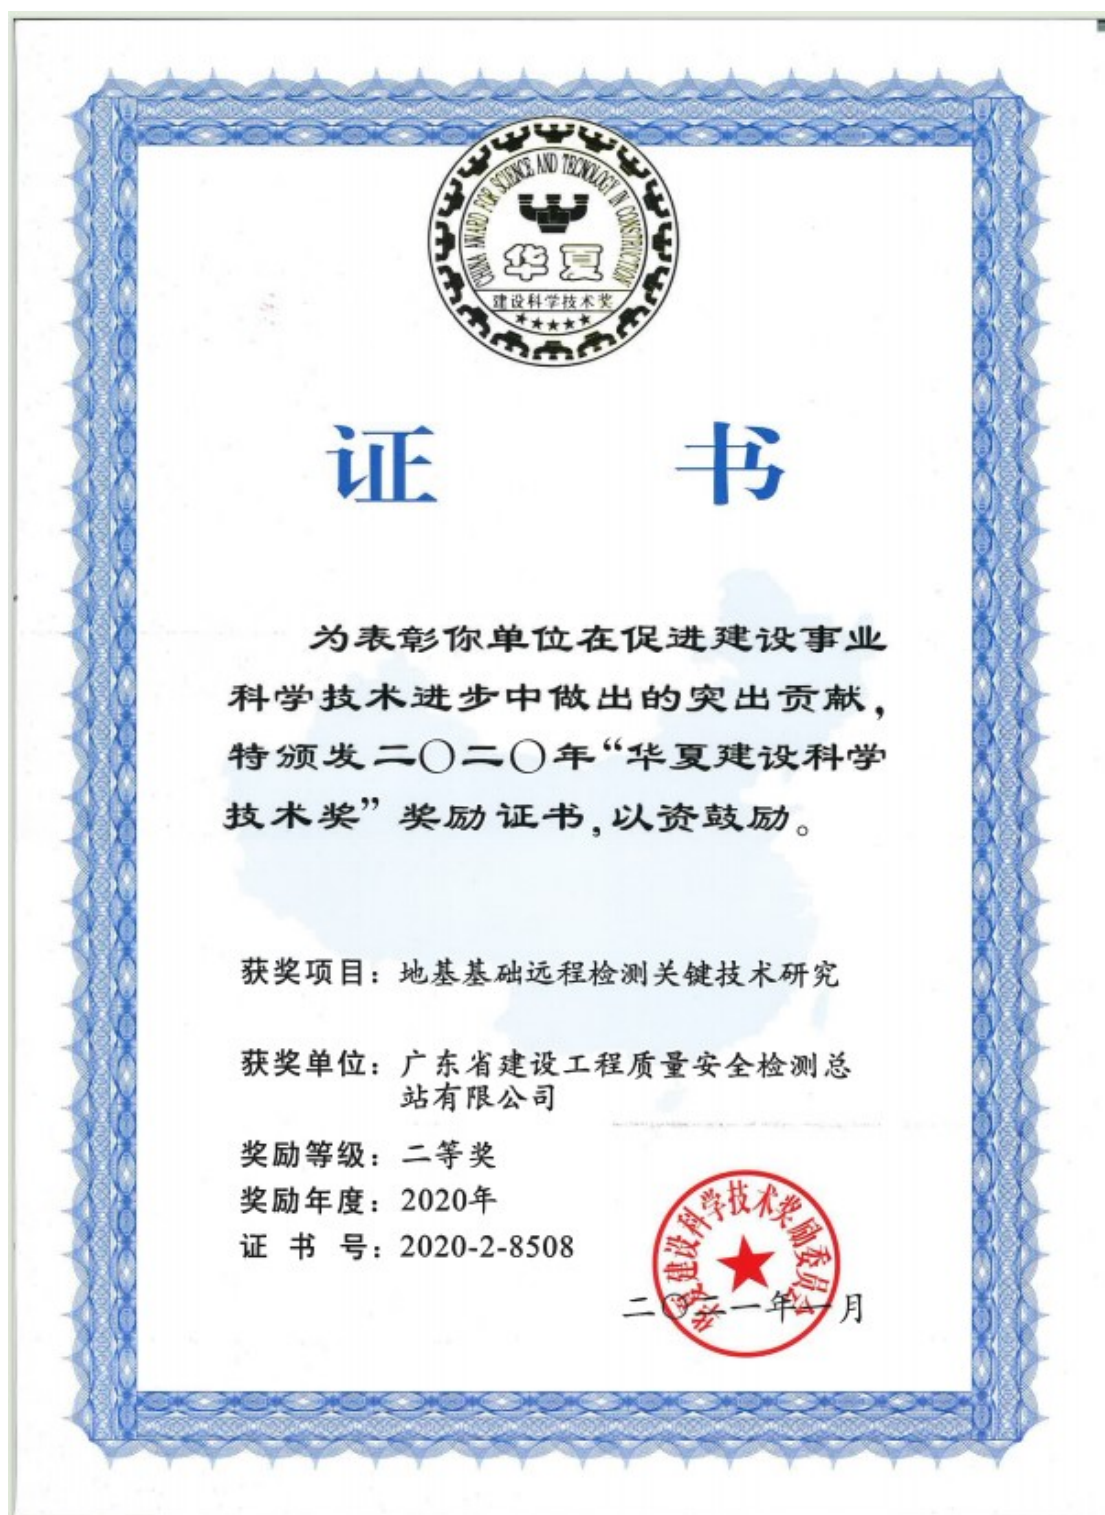 CHINA AWARD FOR SCIENCE AND TECNOLOGY IN CONSTRUCTION
华夏
建设科学技术奖
证 书
为表彰你单位在促进建设事业
科学技术进步中做出的突出贡献，
特颁发二〇二〇年“华夏建设科学
技术奖”奖励证书，以资鼓励。
获奖项目：地基基础远程检测关键技术研究
获奖单位：广东省建设工程质量安全检测总
站有限公司
奖励等级：二等奖
奖励年度：2020年
证 书 号：2020-2-8508
华夏建设科学技术奖励委员会
二〇二一年一月